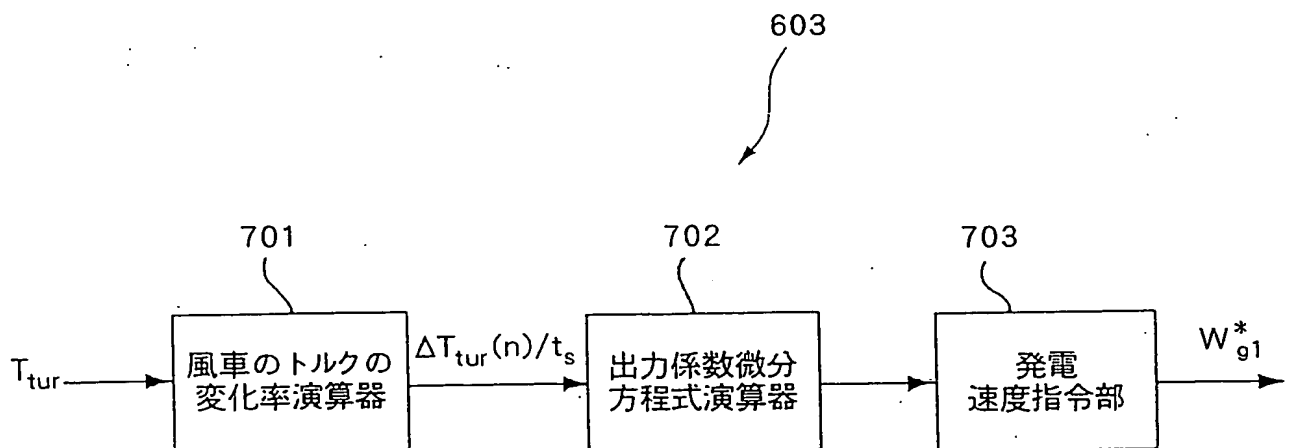 603
701
702
703
T_tur
風車のトルクの
変化率演算器
ΔT_tur(n)/t_s
出力係数微分
方程式演算器
発電
速度指令部
W*_g1